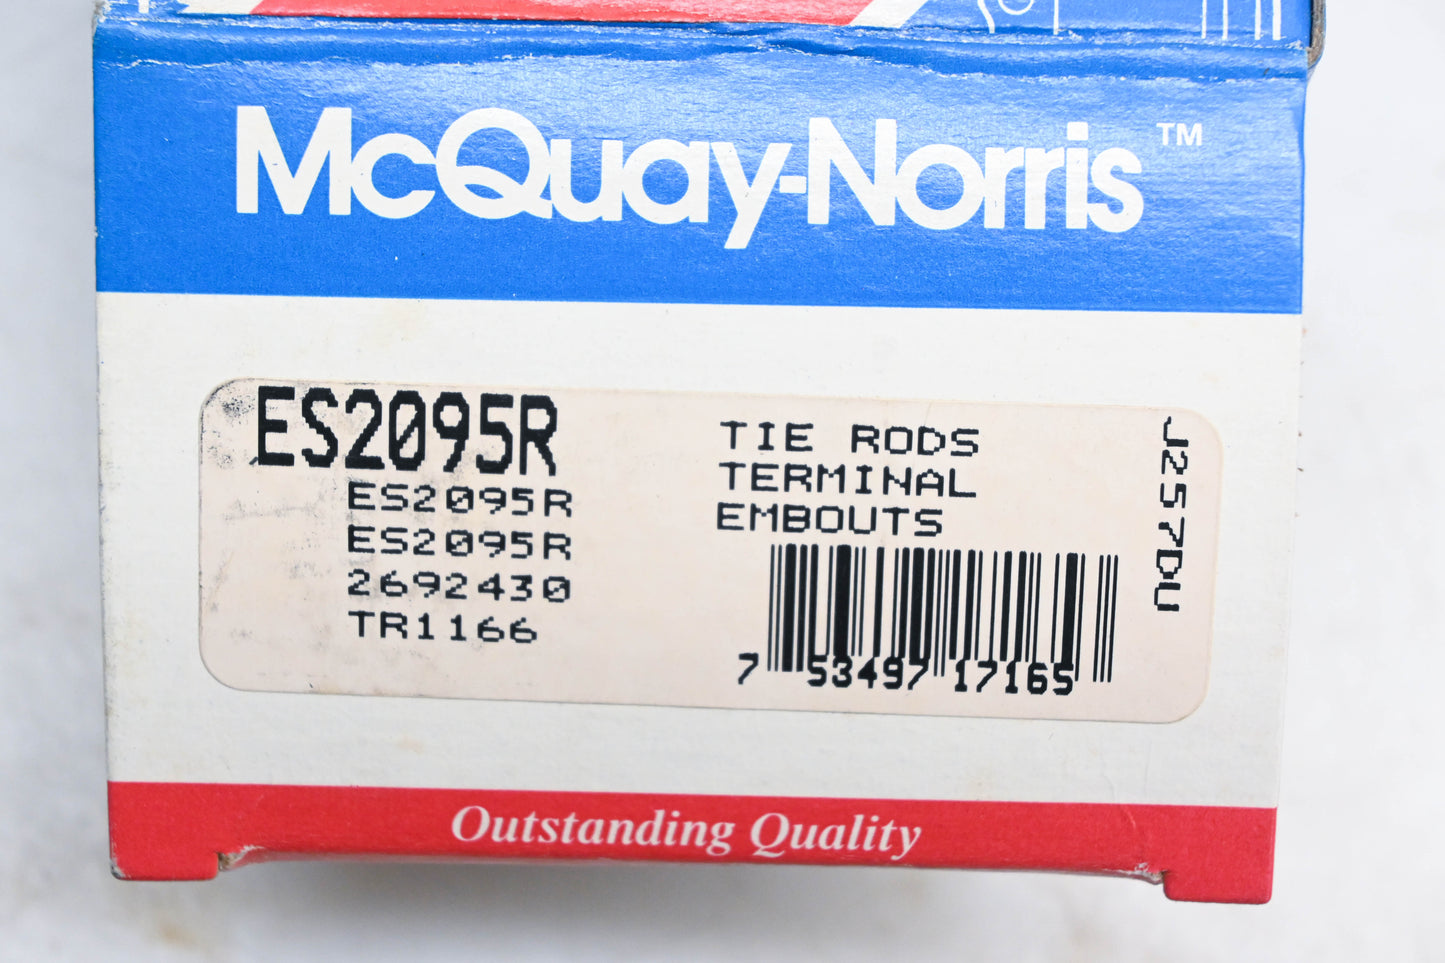 McQuay-Norris™
ES2095R
ES2095R
ES2095R
2692430
TR1166
TIE RODS
TERMINAL
EMBOUTS
7 53497 17165
J257DU
Outstanding Quality